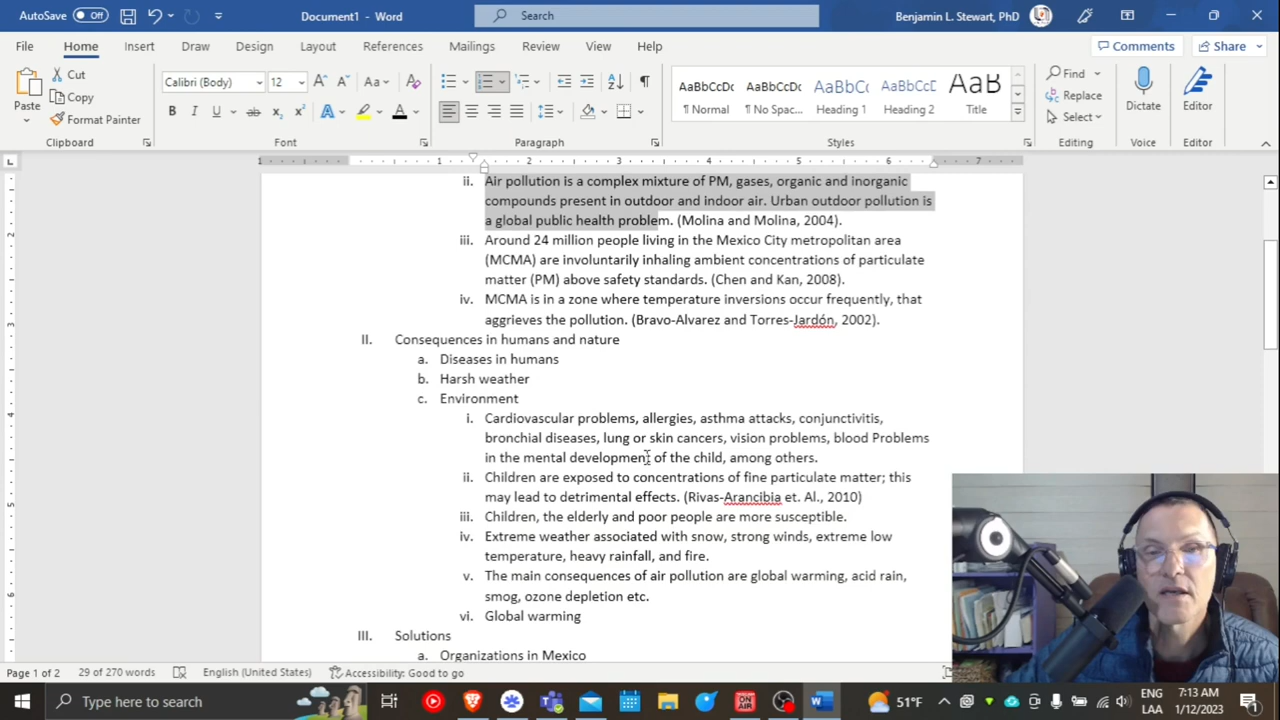 AutoSave Off Document1 - Word Search Benjamin L. Stewart, PhD
File Home Insert Draw Design Layout References Mailings Review View Help Comments Share
Paste Cut Copy Format Painter
Calibri (Body) 12
AaBbCcDc AaBbCcDc AaBbCc AaBbCcD AaB
¶ Normal ¶ No Spac... Heading 1 Heading 2 Title
Find Replace Select Dictate Editor
Clipboard Font Paragraph Styles Editing Voice Editor
1 1 2 3 4 5 6 7
ii. Air pollution is a complex mixture of PM, gases, organic and inorganic
compounds present in outdoor and indoor air. Urban outdoor pollution is
a global public health problem. (Molina and Molina, 2004).
iii. Around 24 million people living in the Mexico City metropolitan area
(MCMA) are involuntarily inhaling ambient concentrations of particulate
matter (PM) above safety standards. (Chen and Kan, 2008).
iv. MCMA is in a zone where temperature inversions occur frequently, that
aggrieves the pollution. (Bravo-Alvarez and Torres-Jardón, 2002).
II. Consequences in humans and nature
a. Diseases in humans
b. Harsh weather
c. Environment
i. Cardiovascular problems, allergies, asthma attacks, conjunctivitis,
bronchial diseases, lung or skin cancers, vision problems, blood Problems
in the mental development of the child, among others.
ii. Children are exposed to concentrations of fine particulate matter; this
may lead to detrimental effects. (Rivas-Arancibia et. Al., 2010)
iii. Children, the elderly and poor people are more susceptible.
iv. Extreme weather associated with snow, strong winds, extreme low
temperature, heavy rainfall, and fire.
v. The main consequences of air pollution are global warming, acid rain,
smog, ozone depletion etc.
vi. Global warming
III. Solutions
a. Organizations in Mexico
Page 1 of 2 29 of 270 words English (United States) Accessibility: Good to go
Type here to search ON AIR 51°F ENG LAA 7:13 AM 1/12/2023